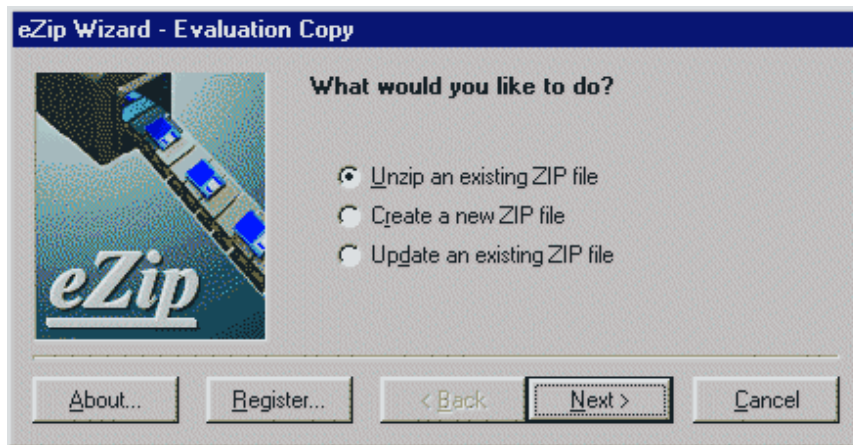 eZip Wizard - Evaluation Copy
What would you like to do?
Unzip an existing ZIP file
Create a new ZIP file
Update an existing ZIP file
eZip
About... Register... < Back Next > Cancel